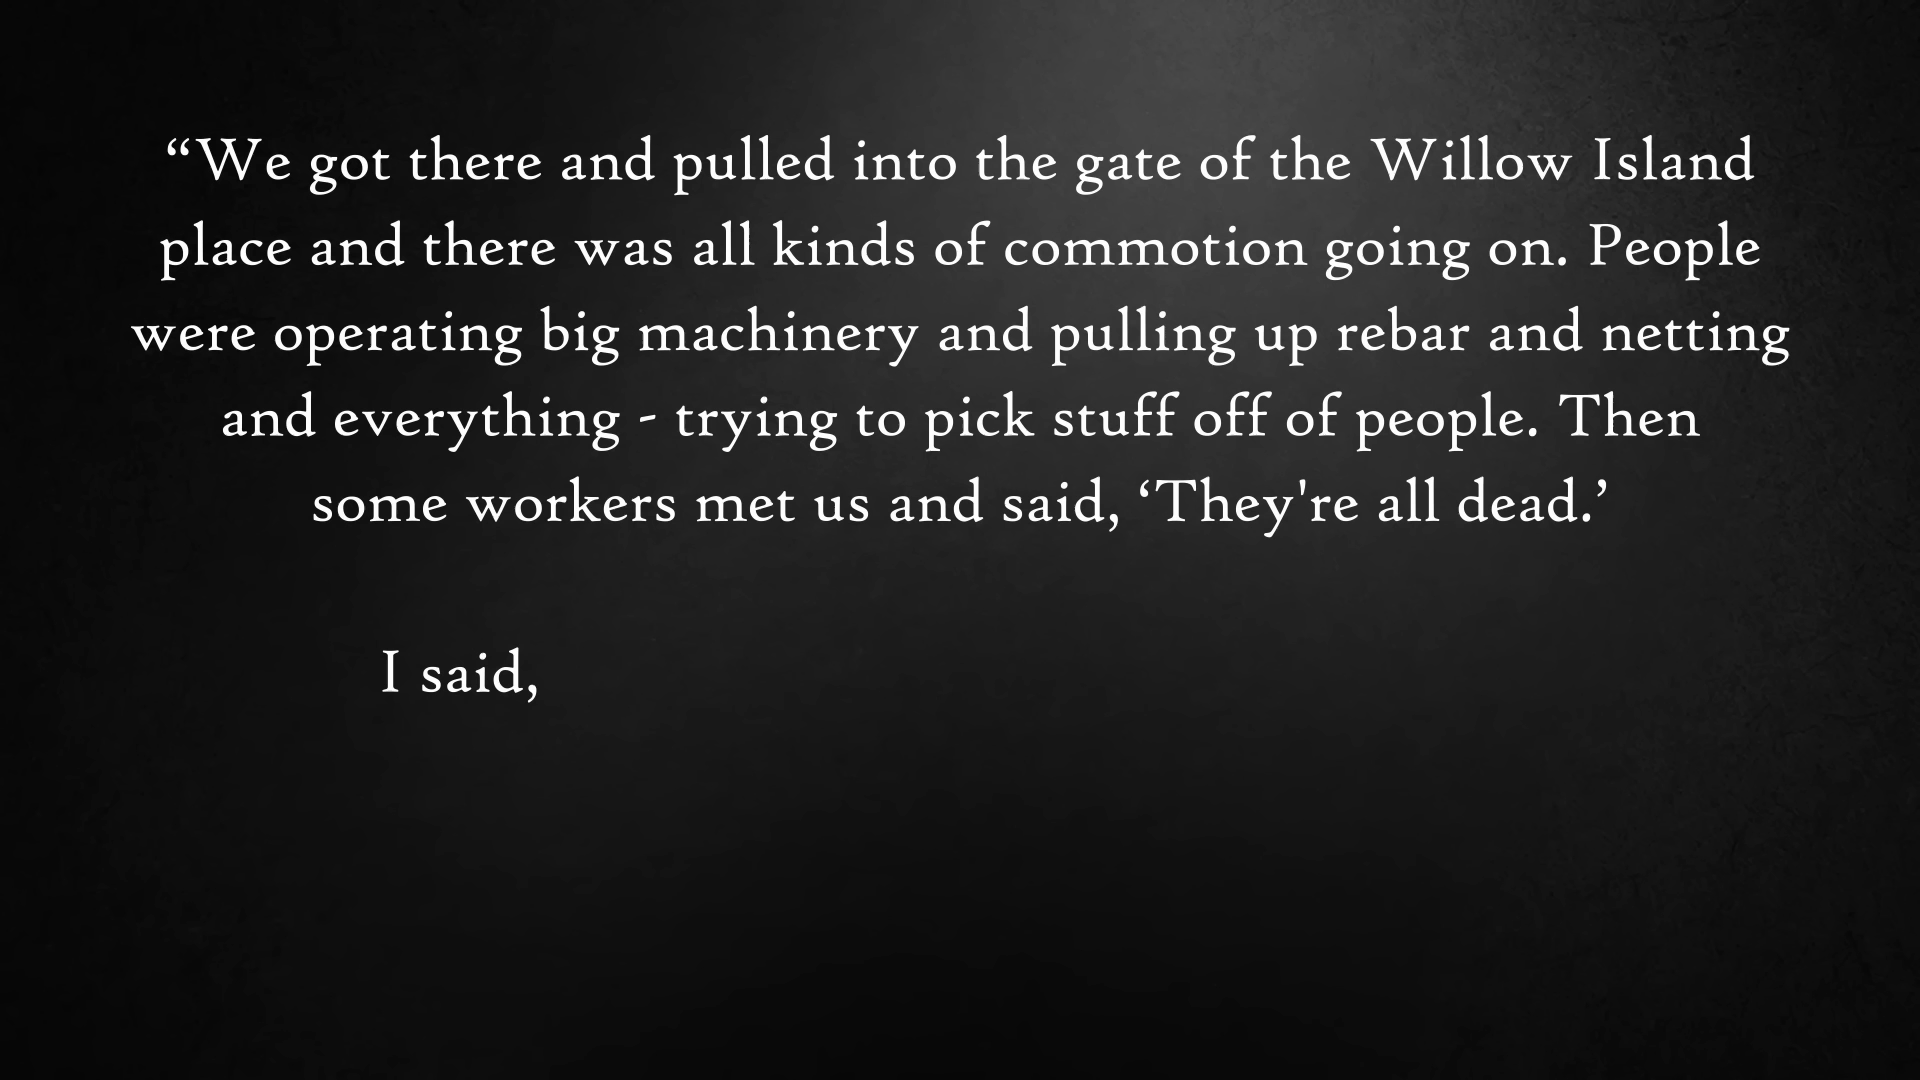 “We got there and pulled into the gate of the Willow Island
place and there was all kinds of commotion going on. People
were operating big machinery and pulling up rebar and netting
and everything - trying to pick stuff off of people. Then
some workers met us and said, ‘They're all dead.’
I said,